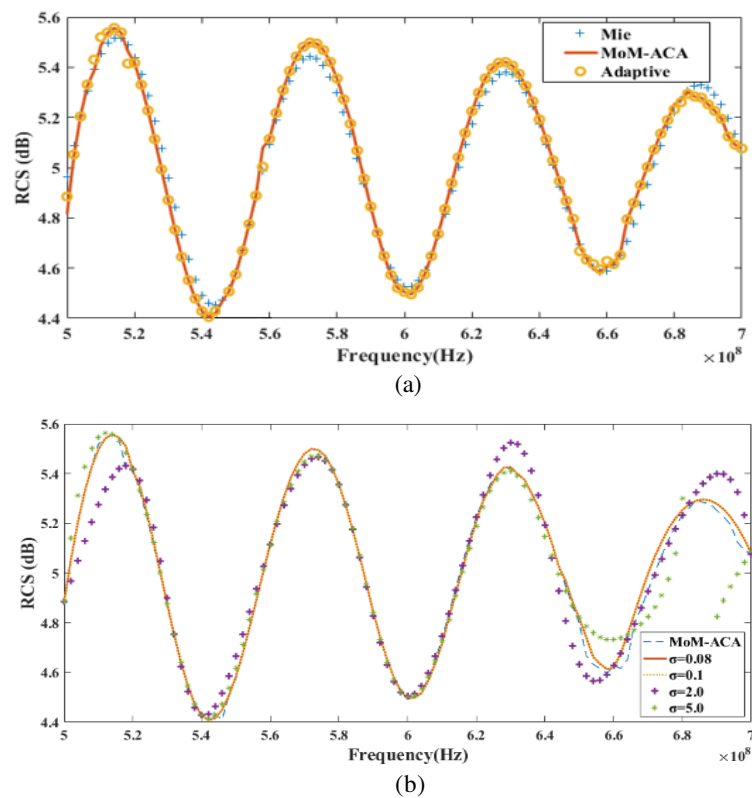 5.6
5.4
5.2
5
4.8
4.6
4.4
RCS (dB)
Mie
MoM-ACA
Adaptive
5 5.2 5.4 5.6 5.8 6 6.2 6.4 6.6 6.8 7
Frequency(Hz)
×10⁸
(a)
5.6
5.4
5.2
5
4.8
4.6
4.4
RCS (dB)
MoM-ACA
σ=0.08
σ=0.1
σ=2.0
σ=5.0
5 5.2 5.4 5.6 5.8 6 6.2 6.4 6.6 6.8 7
Frequency(Hz)
×10⁸
(b)